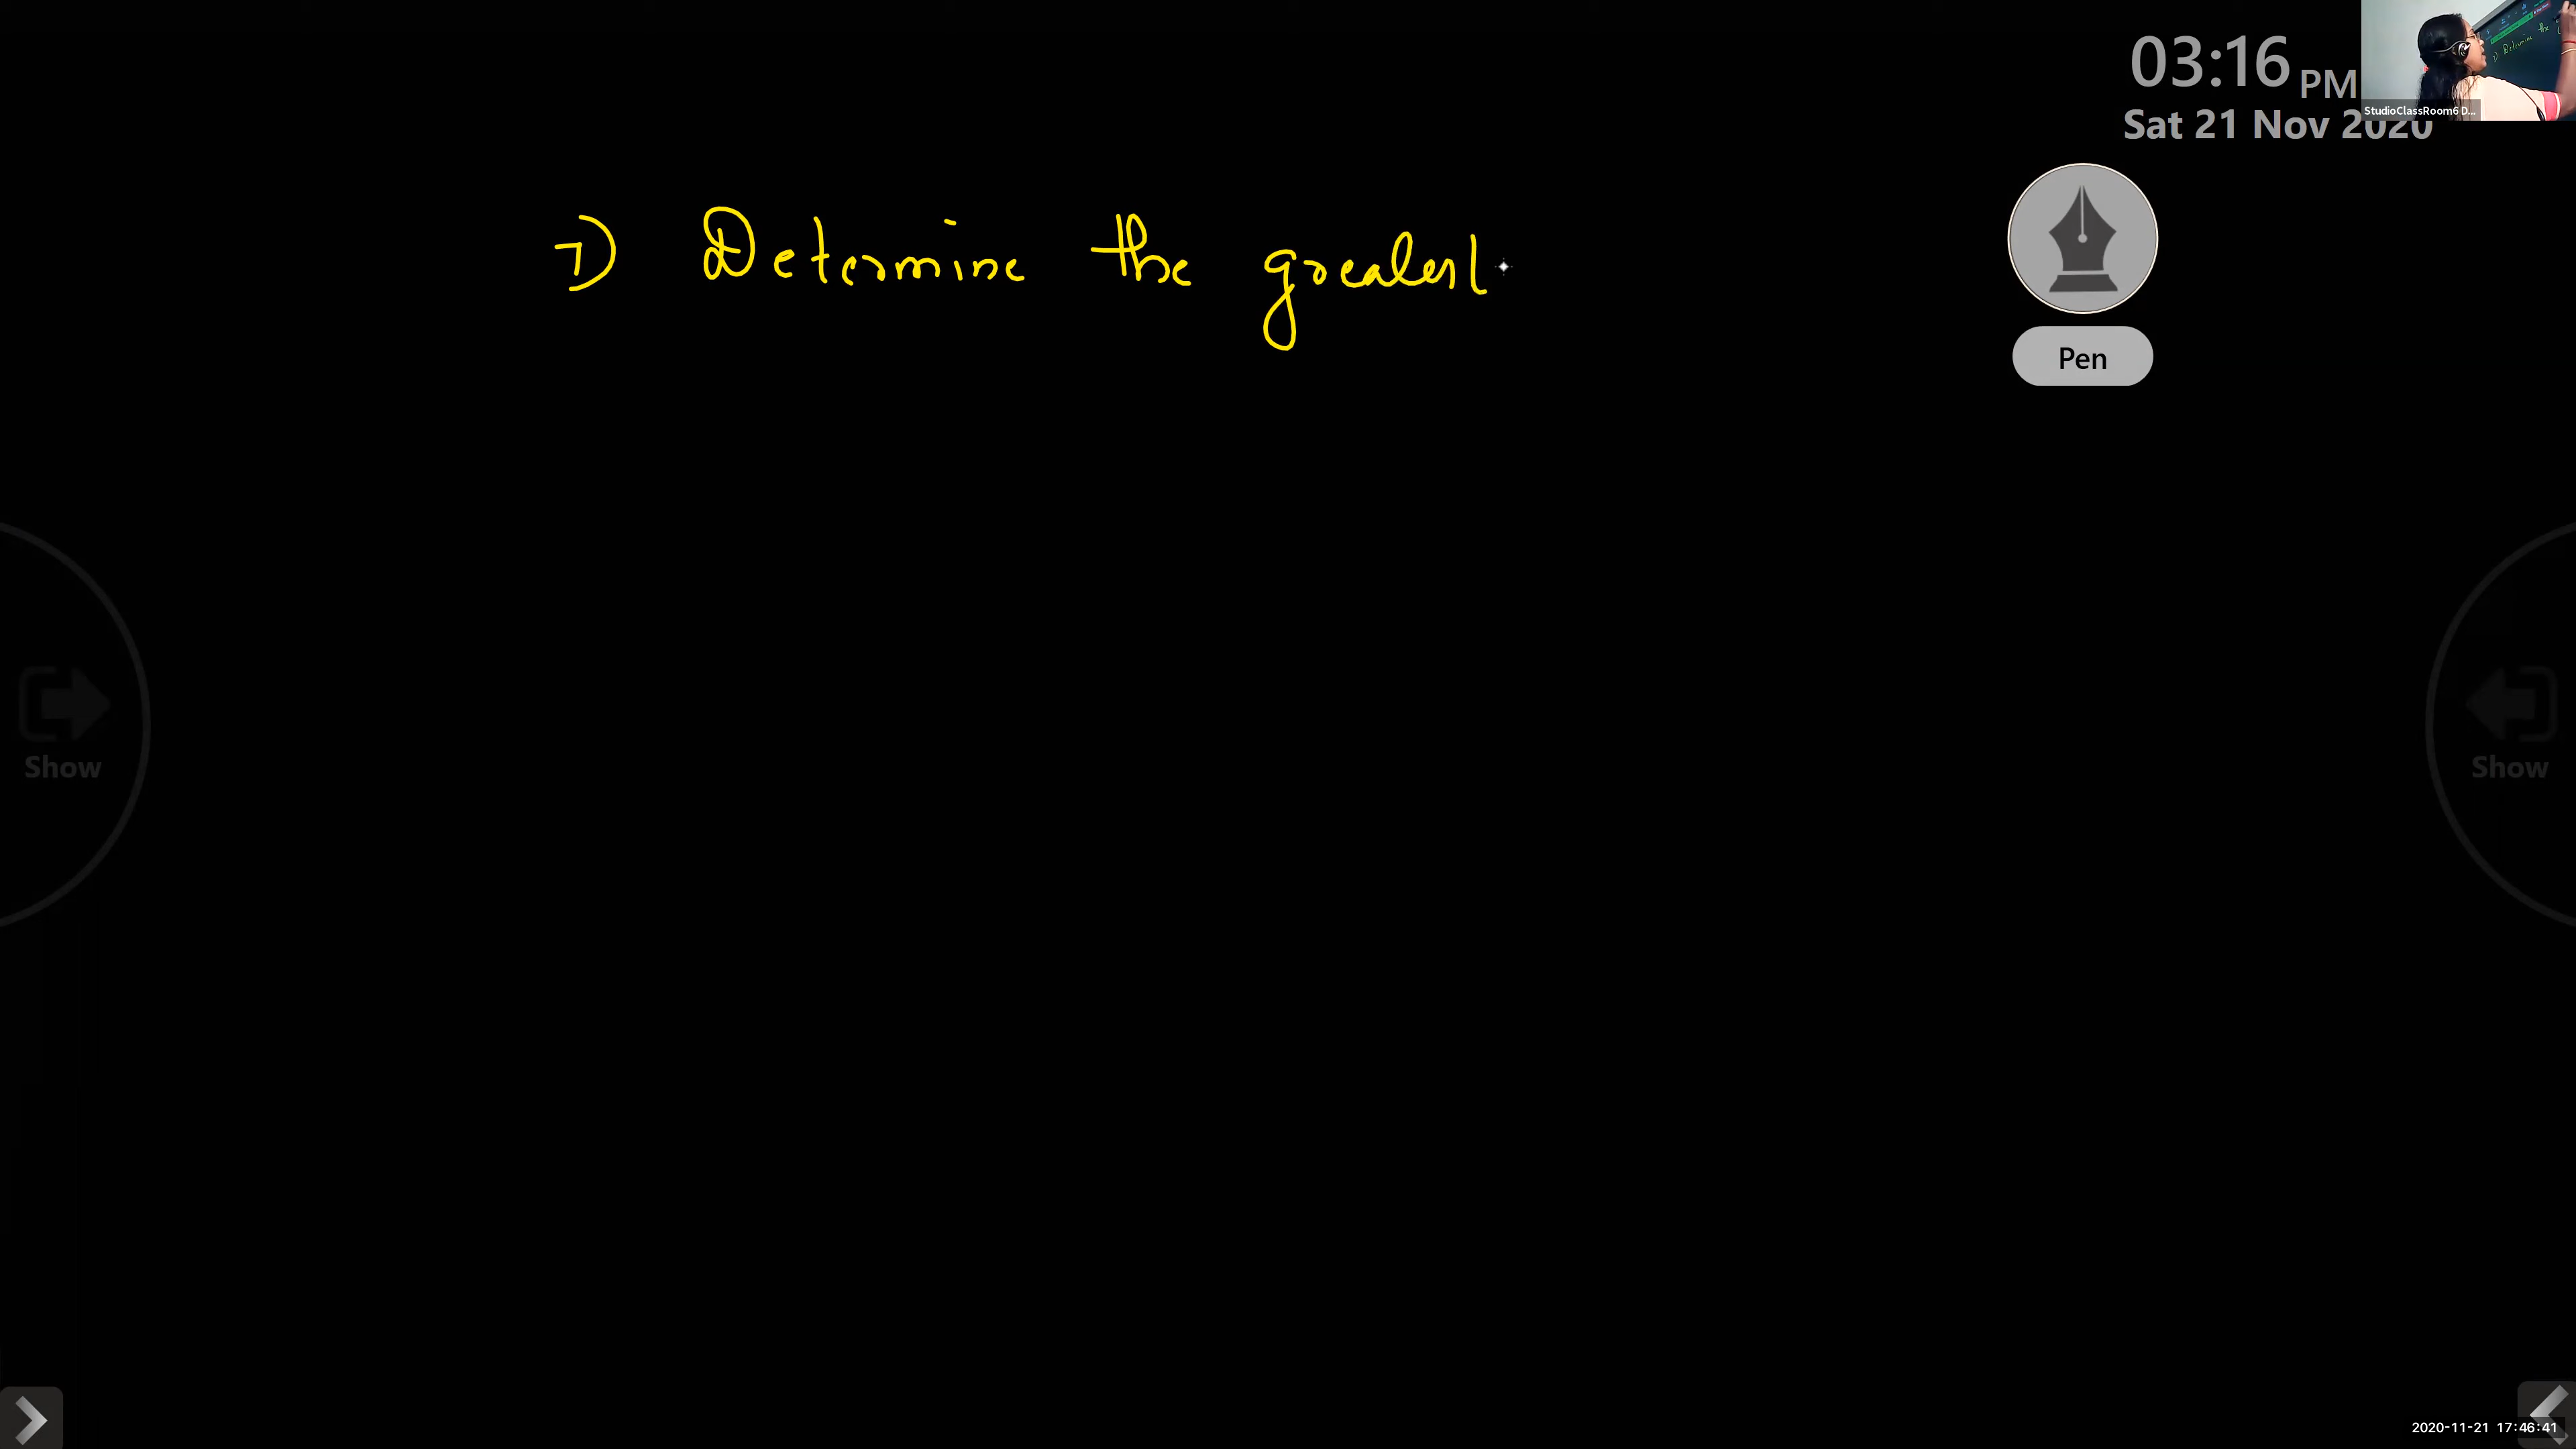 03:16 PM
Sat 21 Nov 2020
StudioClassRoom6 D...
7) Determine the greatest
Pen
Show
Show
2020-11-21 17:46:41